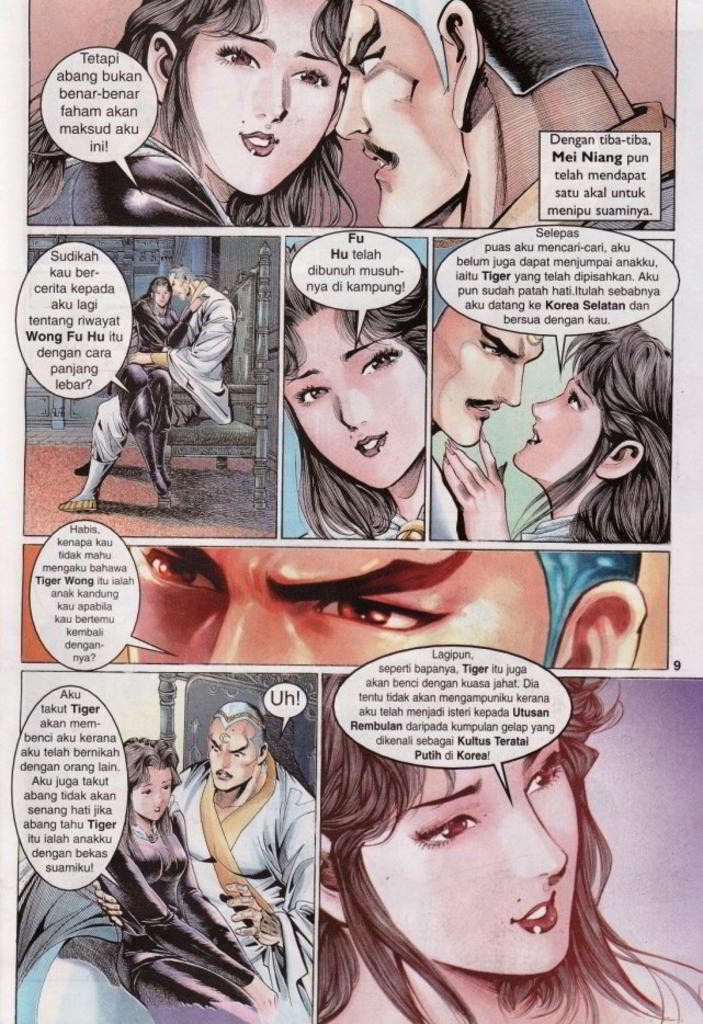 Tetapi
abang bukan
benar-benar
faham akan
maksud aku
ini!
Dengan tiba-tiba,
Mei Niang pun
telah mendapat
satu akal untuk
menipu suaminya.
Sudikah
kau ber-
cerita kepada
aku lagi
tentang riwayat
Wong Fu Hu itu
dengan cara
panjang
lebar?
Fu
Hu telah
dibunuh musuh-
nya di kampung!
Selepas
puas aku mencari-cari, aku
belum juga dapat menjumpai anakku,
iaitu Tiger yang telah dipisahkan. Aku
pun sudah patah hati.Itulah sebabnya
aku datang ke Korea Selatan dan
bersua dengan kau.
Habis,
kenapa kau
tidak mahu
mengaku bahawa
Tiger Wong itu ialah
anak kandung
kau apabila
kau bertemu
kembali
dengan-
nya?
9
Aku
takut Tiger
akan mem-
benci aku kerana
aku telah bernikah
dengan orang lain.
Aku juga takut
abang tidak akan
senang hati jika
abang tahu Tiger
itu ialah anakku
dengan bekas
suamiku!
Uh!
Lagipun,
seperti bapanya, Tiger itu juga
akan benci dengan kuasa jahat. Dia
tentu tidak akan mengampuniku kerana
aku telah menjadi isteri kepada Utusan
Rembulan daripada kumpulan gelap yang
dikenali sebagai Kultus Teratai
Putih di Korea!